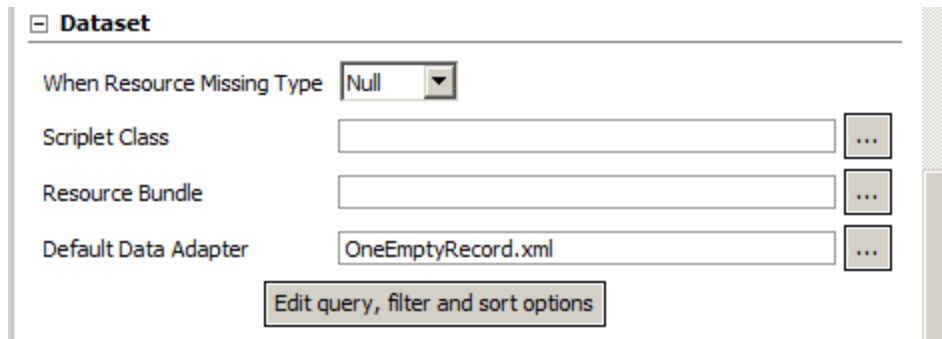 Dataset
When Resource Missing Type Null
Scriplet Class ...
Resource Bundle ...
Default Data Adapter OneEmptyRecord.xml ...
Edit query, filter and sort options